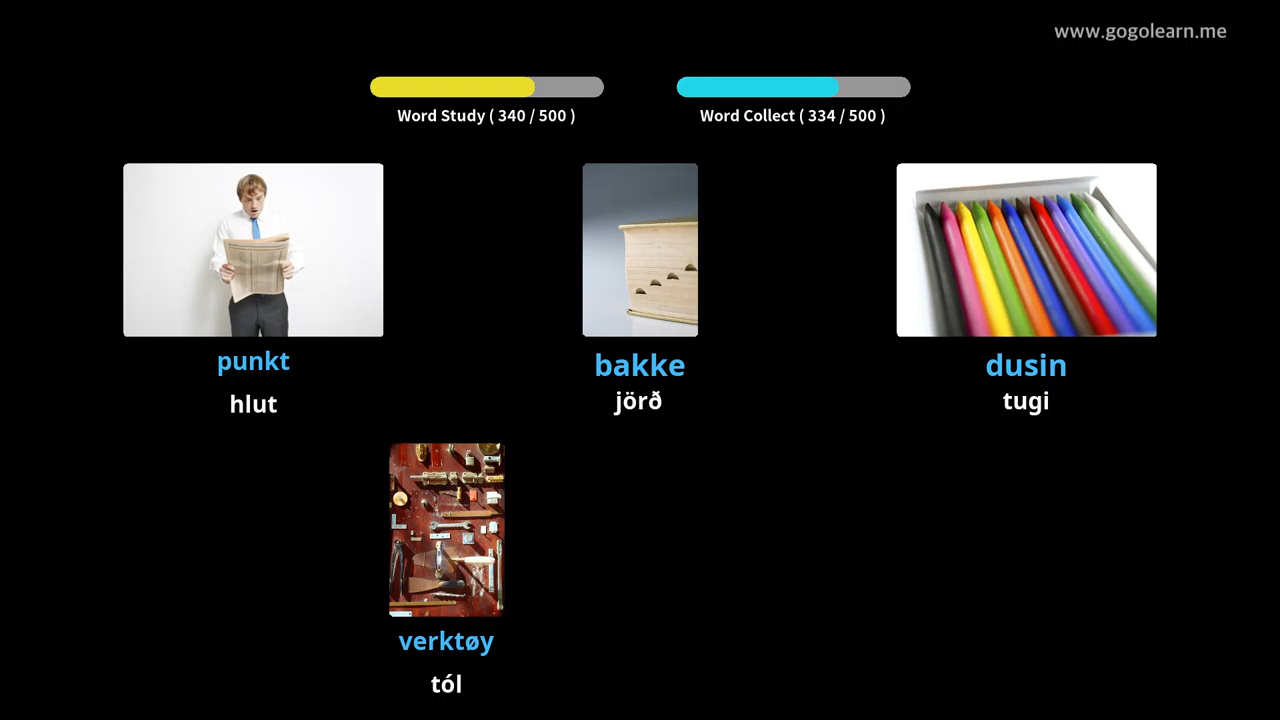 www.gogolearn.me
Word Study ( 340 / 500 )
Word Collect ( 334 / 500 )
punkt
hlut
bakke
jörð
dusin
tugi
verktøy
tól